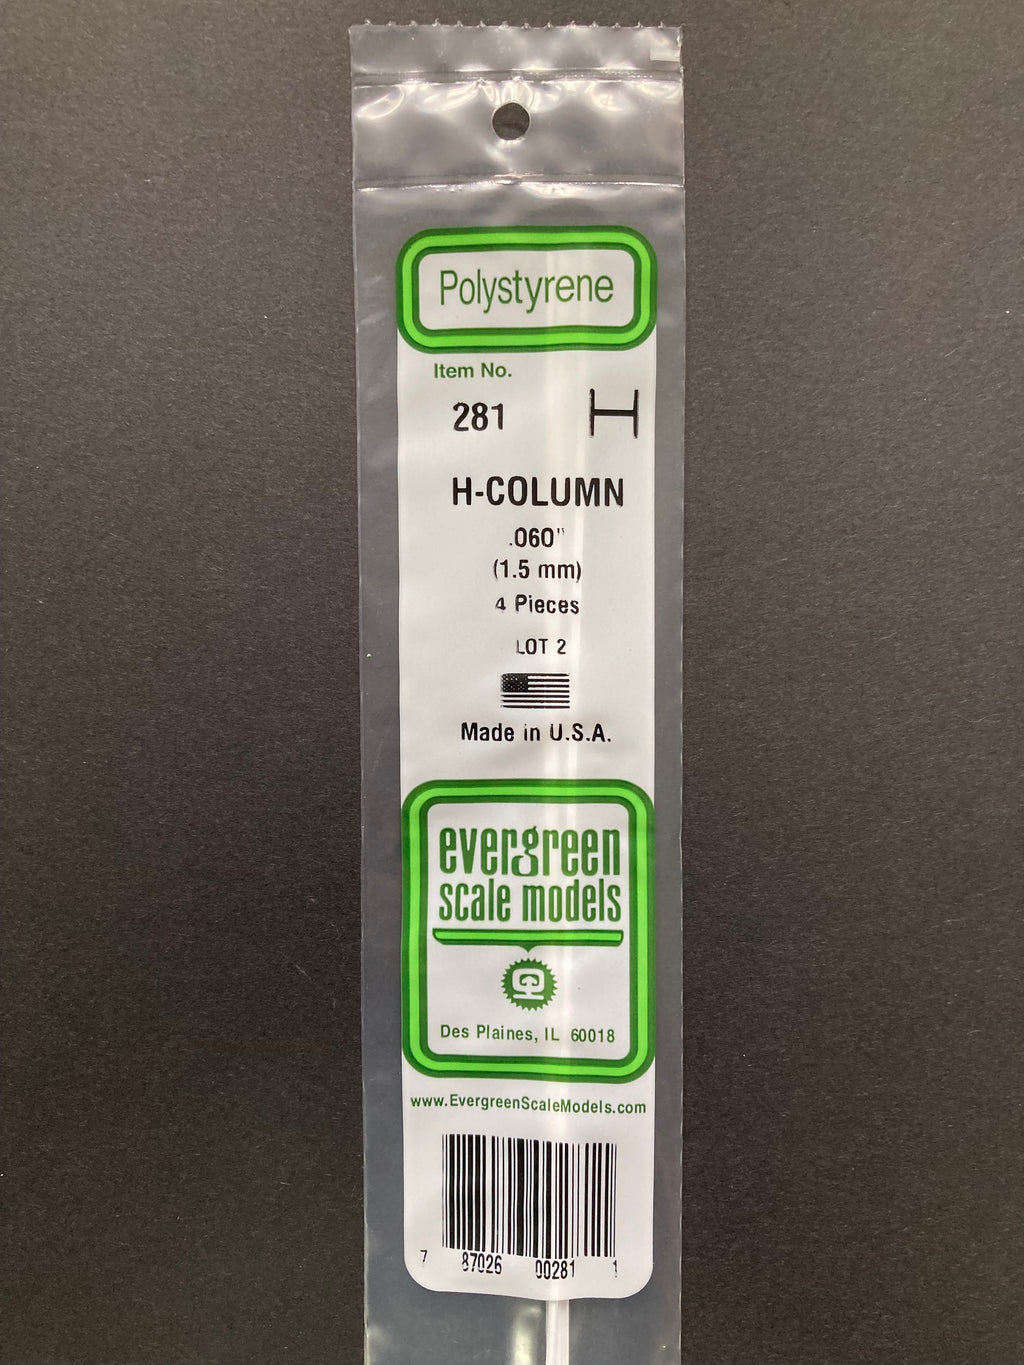 Polystyrene
Item No.
281
H-COLUMN
.060"
(1.5 mm)
4 Pieces
LOT 2
Made in U.S.A.
evergreen
scale models
Des Plaines, IL 60018
www.EvergreenScaleModels.com
7 87026 00281 1